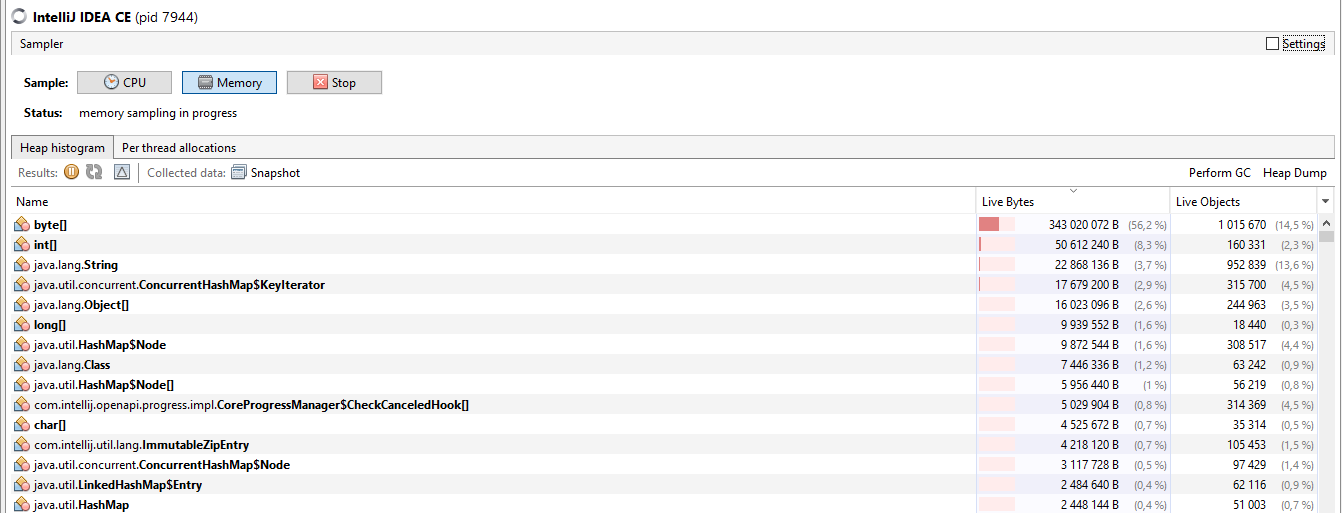 IntelliJ IDEA CE (pid 7944)
Sampler Settings
Sample: CPU Memory Stop
Status: memory sampling in progress
Heap histogram Per thread allocations
Results: Collected data: Snapshot Perform GC Heap Dump
Name Live Bytes Live Objects
byte[] 343 020 072 B (56,2 %) 1 015 670 (14,5 %)
int[] 50 612 240 B (8,3 %) 160 331 (2,3 %)
java.lang.String 22 868 136 B (3,7 %) 952 839 (13,6 %)
java.util.concurrent.ConcurrentHashMap$KeyIterator 17 679 200 B (2,9 %) 315 700 (4,5 %)
java.lang.Object[] 16 023 096 B (2,6 %) 244 963 (3,5 %)
long[] 9 939 552 B (1,6 %) 18 440 (0,3 %)
java.util.HashMap$Node 9 872 544 B (1,6 %) 308 517 (4,4 %)
java.lang.Class 7 446 336 B (1,2 %) 63 242 (0,9 %)
java.util.HashMap$Node[] 5 956 440 B (1 %) 56 219 (0,8 %)
com.intellij.openapi.progress.impl.CoreProgressManager$CheckCanceledHook[] 5 029 904 B (0,8 %) 314 369 (4,5 %)
char[] 4 525 672 B (0,7 %) 35 314 (0,5 %)
com.intellij.util.lang.ImmutableZipEntry 4 218 120 B (0,7 %) 105 453 (1,5 %)
java.util.concurrent.ConcurrentHashMap$Node 3 117 728 B (0,5 %) 97 429 (1,4 %)
java.util.LinkedHashMap$Entry 2 484 640 B (0,4 %) 62 116 (0,9 %)
java.util.HashMap 2 448 144 B (0,4 %) 51 003 (0,7 %)